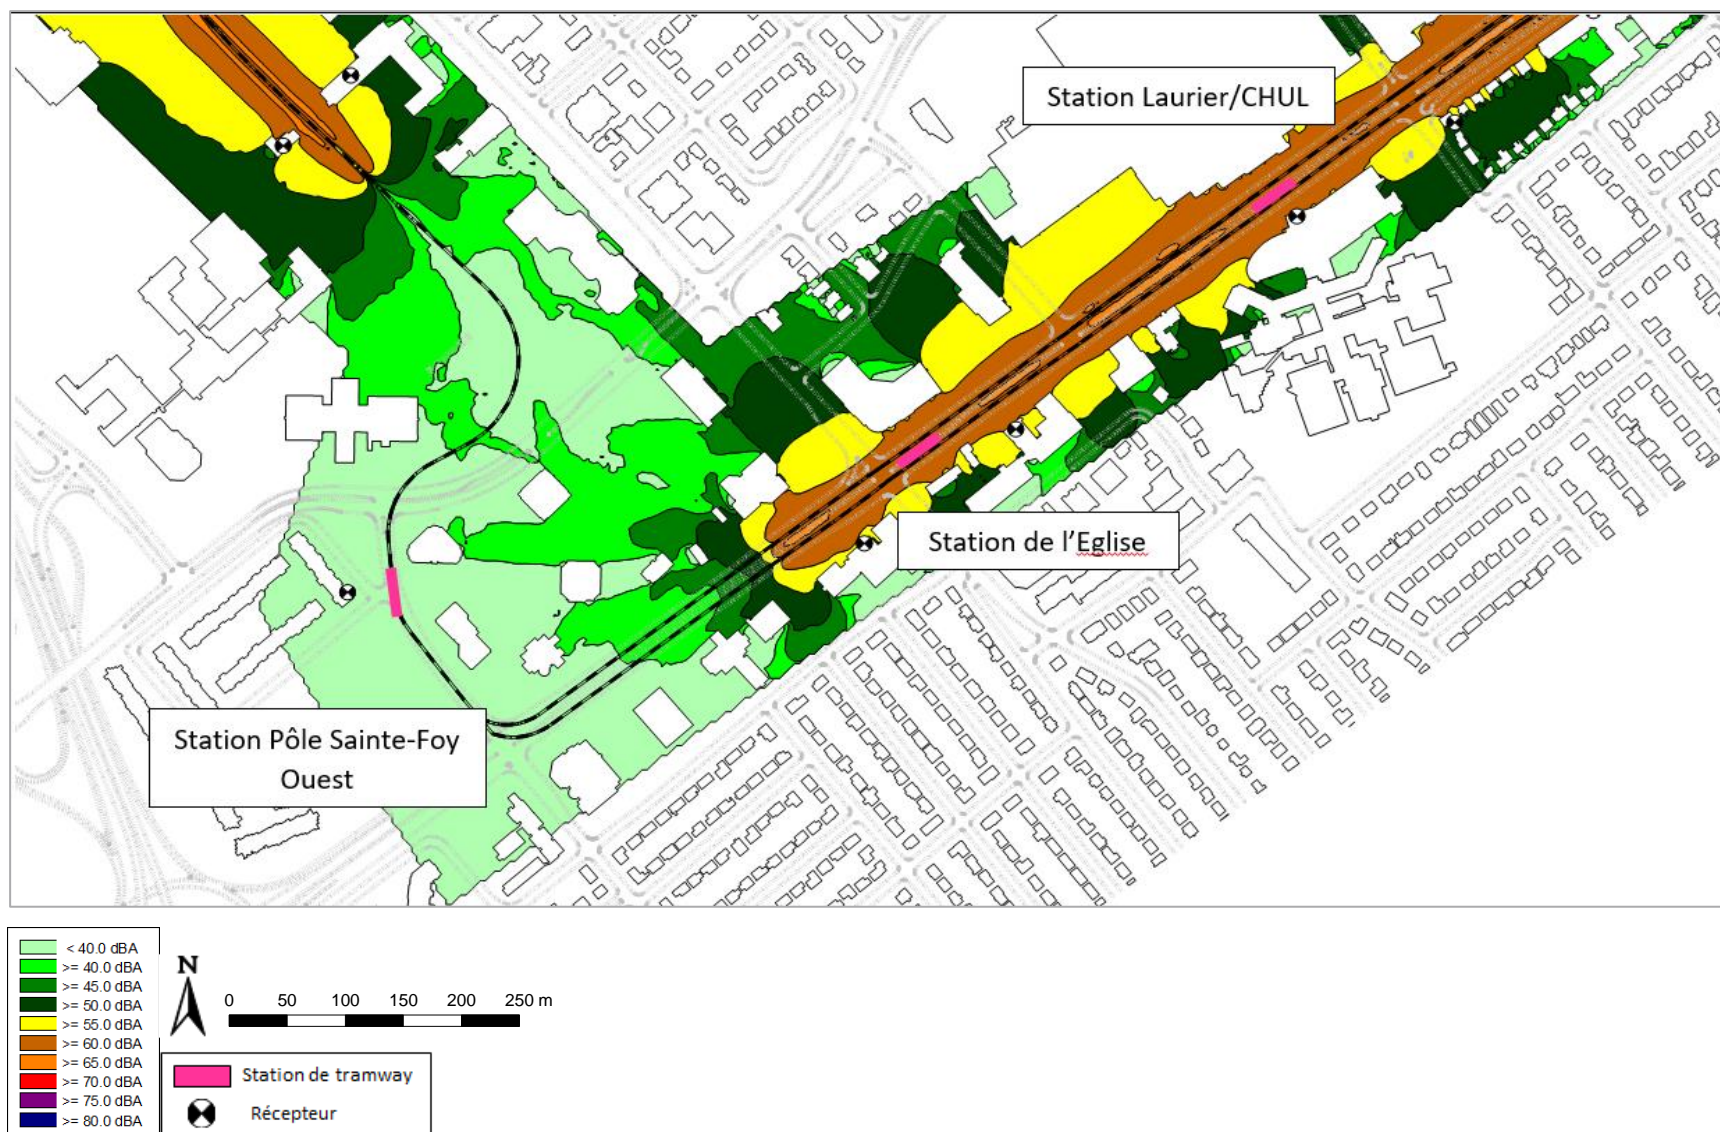 Station Laurier/CHUL
Station de l'Eglise
Station Pôle Sainte-Foy
Ouest
< 40.0 dBA
>= 40.0 dBA
>= 45.0 dBA
>= 50.0 dBA
>= 55.0 dBA
>= 60.0 dBA
>= 65.0 dBA
>= 70.0 dBA
>= 75.0 dBA
>= 80.0 dBA
N
0 50 100 150 200 250 m
Station de tramway
Récepteur